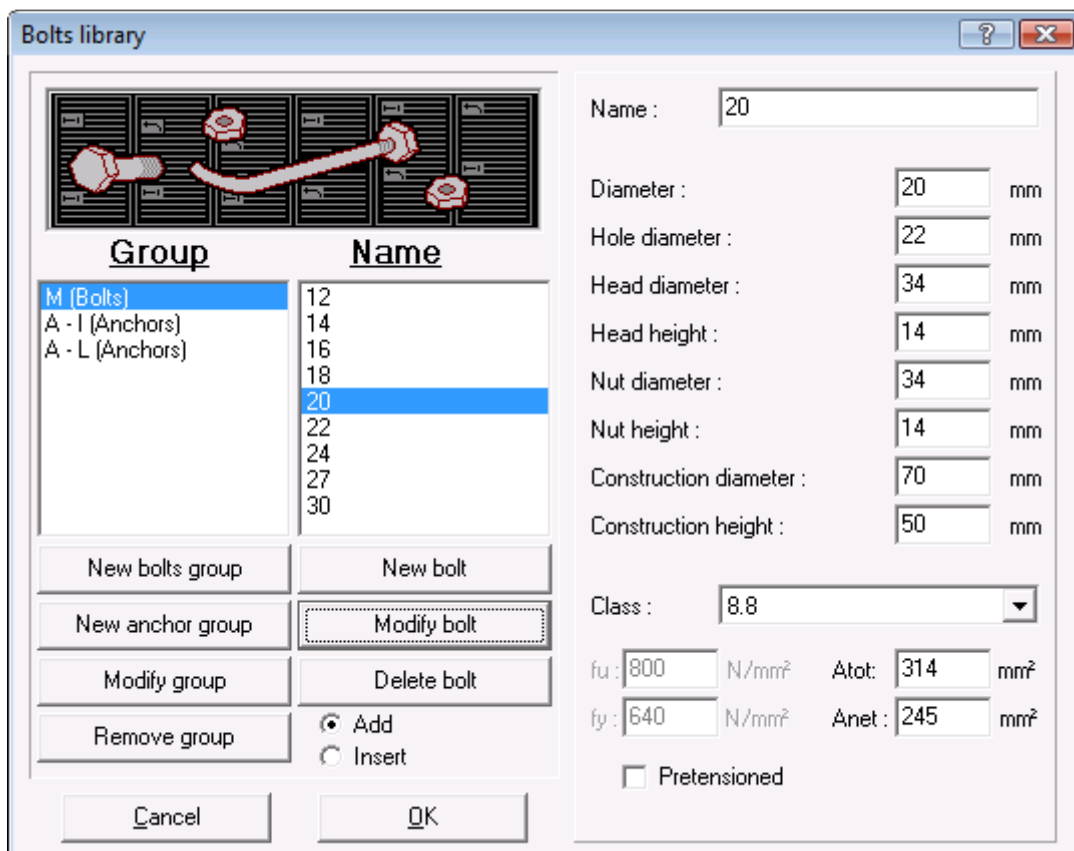 Bolts library
Group Name
M (Bolts)
A - I (Anchors)
A - L (Anchors)
12
14
16
18
20
22
24
27
30
New bolts group New bolt
New anchor group Modify bolt
Modify group Delete bolt
Remove group
Add
Insert
Cancel OK
Name : 20
Diameter : 20 mm
Hole diameter : 22 mm
Head diameter : 34 mm
Head height : 14 mm
Nut diameter : 34 mm
Nut height : 14 mm
Construction diameter : 70 mm
Construction height : 50 mm
Class : 8.8
fu : 800 N/mm² Atot: 314 mm²
fy : 640 N/mm² Anet : 245 mm²
Pretensioned